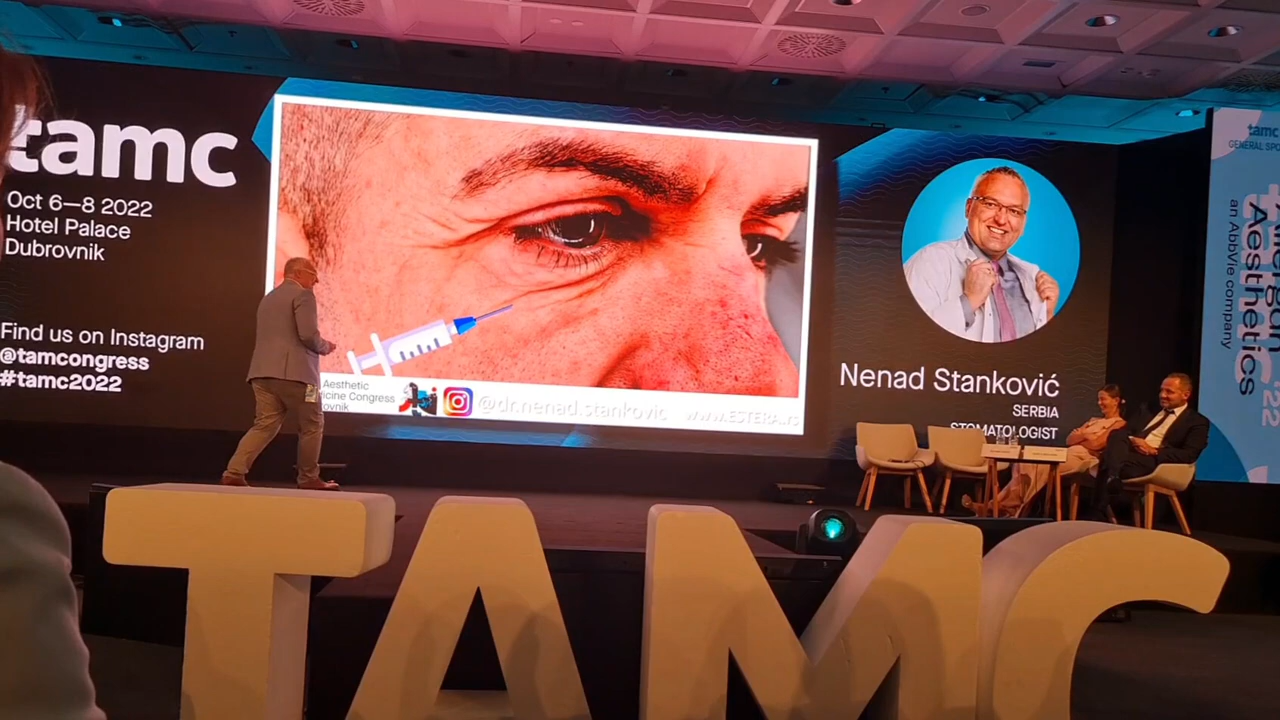 tamc
Oct 6—8 2022
Hotel Palace
Dubrovnik
Find us on Instagram
@tamcongress
#tamc2022
Aesthetic
icine Congress
ovnik
@dr.nenad.stankovic
www.ESTERA.rs
Nenad Stanković
SERBIA
STOMATOLOGIST
tamc
GENERAL SPO
Allergan
Aesthetics
an AbbVie company
TAMC